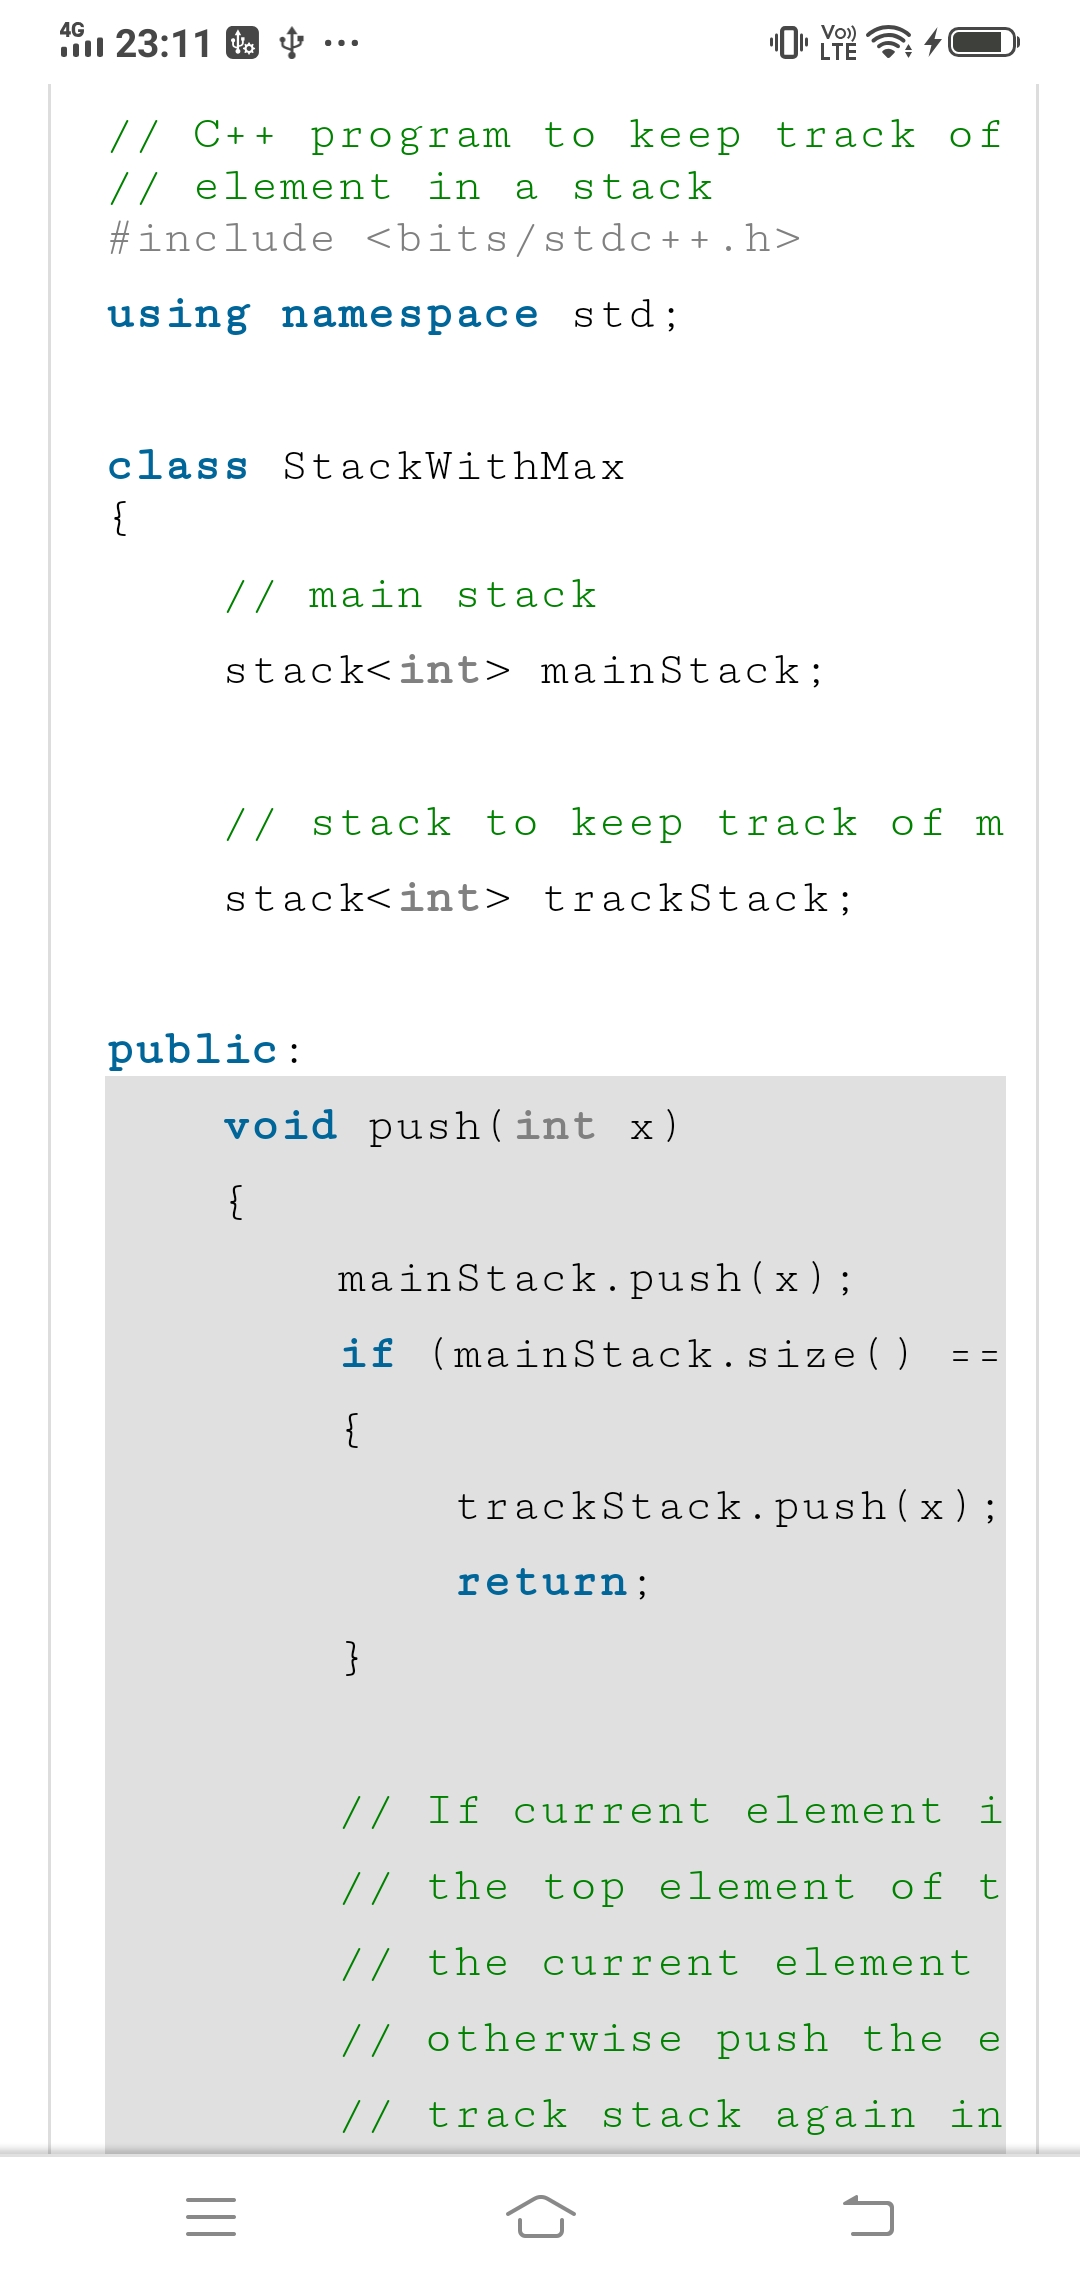 4G 23:11 Vo)) LTE
// C++ program to keep track of
// element in a stack
#include <bits/stdc++.h>
using namespace std;
class StackWithMax
{
// main stack
stack<int> mainStack;
// stack to keep track of m
stack<int> trackStack;
public:
void push(int x)
{
mainStack.push(x);
if (mainStack.size() ==
{
trackStack.push(x);
return;
}
// If current element i
// the top element of t
// the current element
// otherwise push the e
// track stack again in